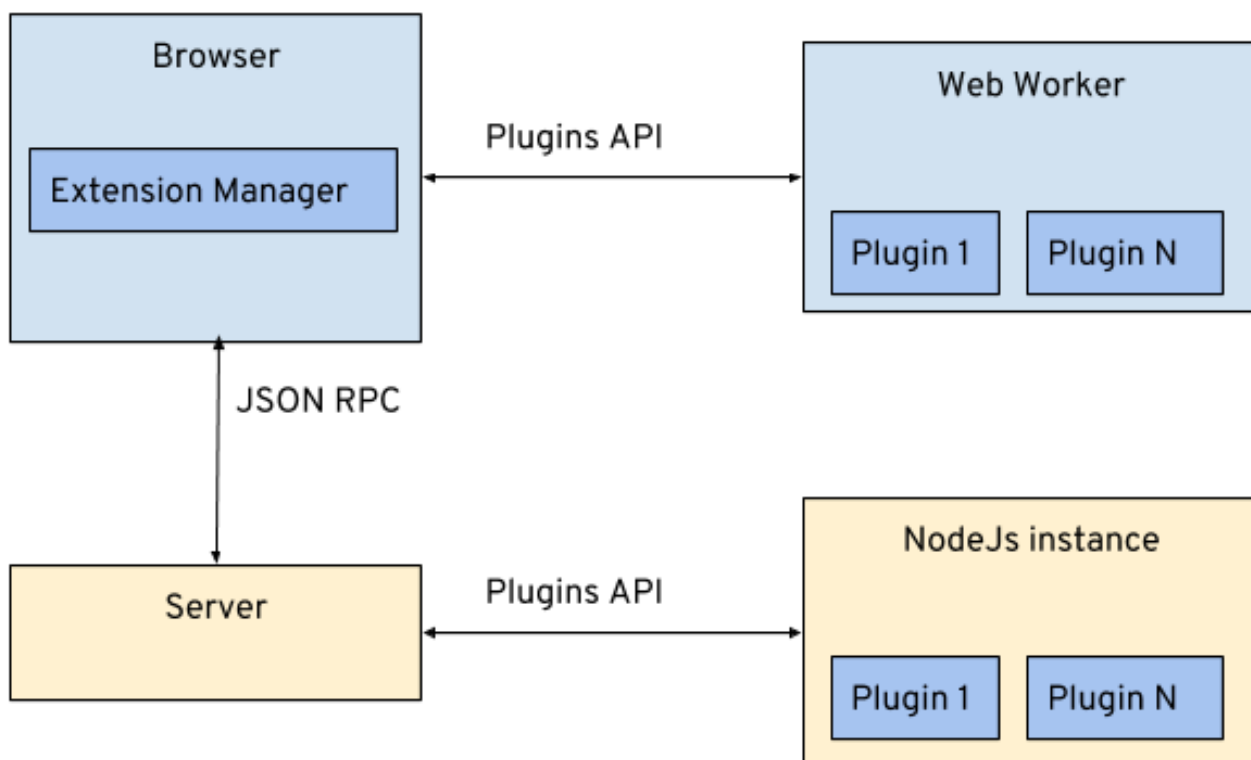 Browser
Extension Manager
Plugins API
Web Worker
Plugin 1
Plugin N
JSON RPC
Server
Plugins API
NodeJs instance
Plugin 1
Plugin N